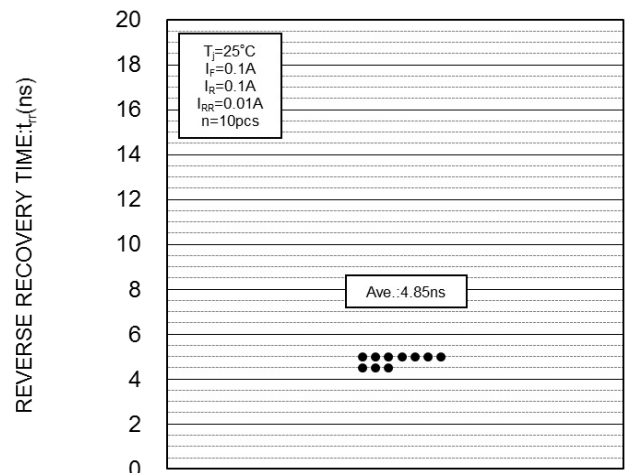 REVERSE RECOVERY TIME:trr(ns)
20
18
16
14
12
10
8
6
4
2
0
Tj=25°C
IF=0.1A
IR=0.1A
IRR=0.01A
n=10pcs
Ave.:4.85ns